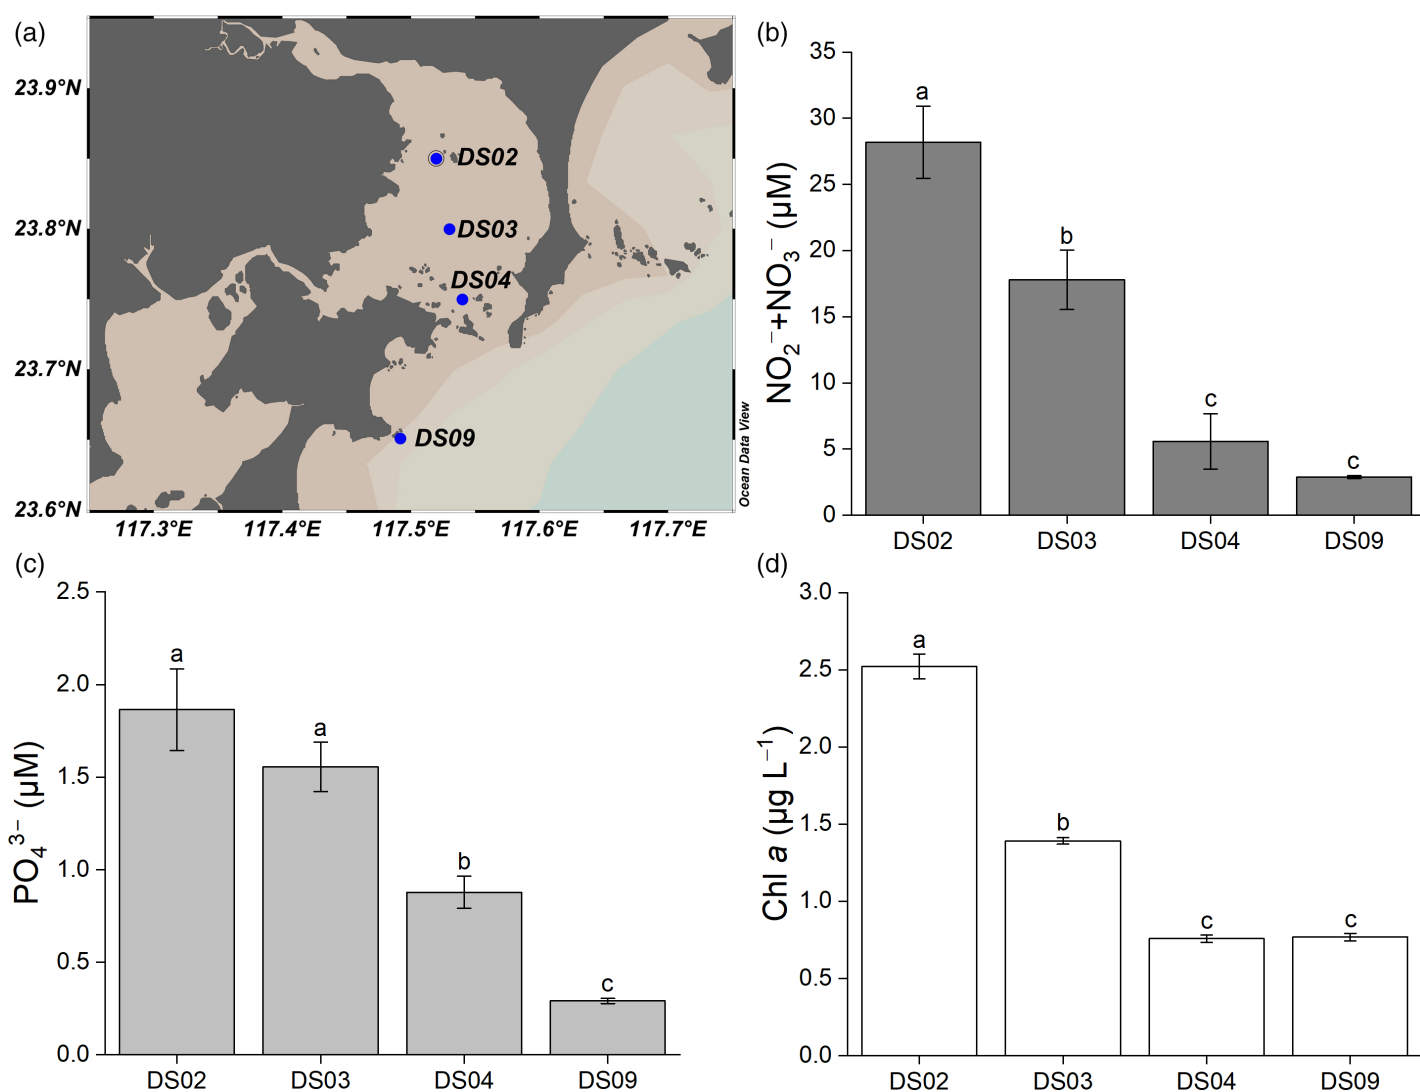 (a)
23.9°N
23.8°N
23.7°N
23.6°N
117.3°E
117.4°E
117.5°E
117.6°E
117.7°E
DS02
DS03
DS04
DS09
Ocean Data View
(b)
NO₂⁻+NO₃⁻ (μM)
35
30
25
20
15
10
5
0
a
b
c
c
DS02
DS03
DS04
DS09
(c)
PO₄³⁻ (μM)
2.5
2.0
1.5
1.0
0.5
0.0
a
a
b
c
DS02
DS03
DS04
DS09
(d)
Chl a (μg L⁻¹)
3.0
2.5
2.0
1.5
1.0
0.5
0.0
a
b
c
c
DS02
DS03
DS04
DS09